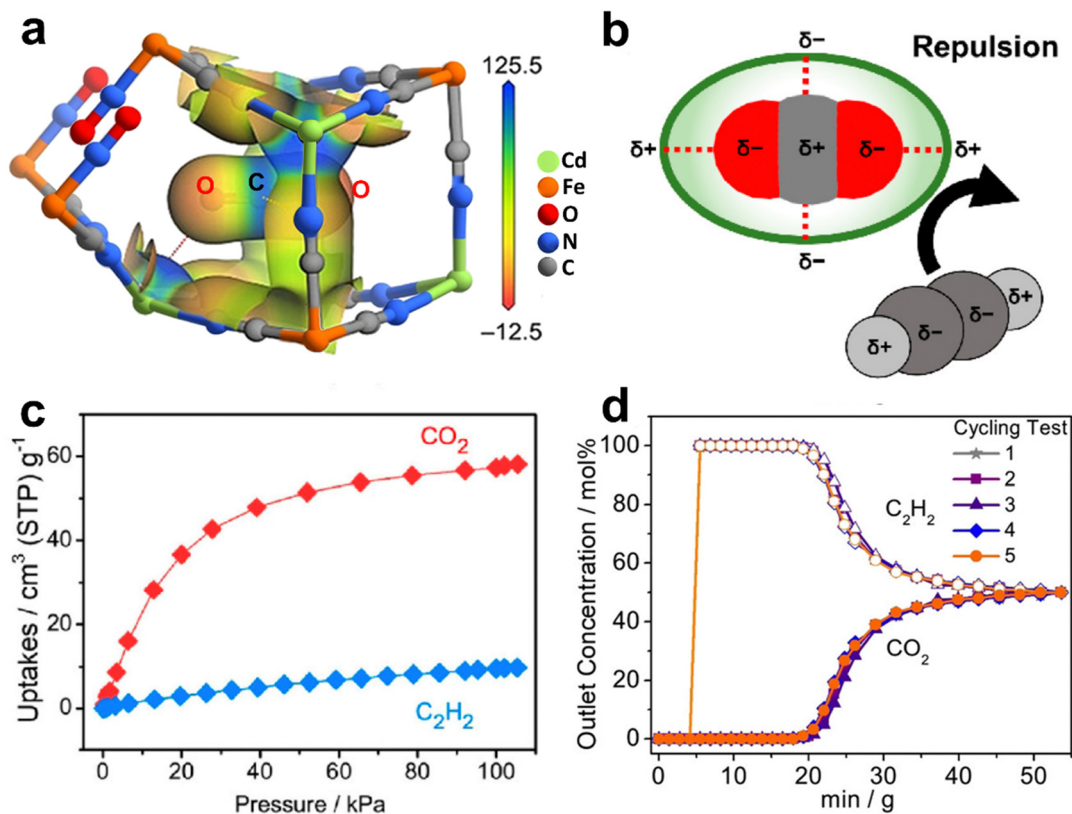 a
125.5
O
C
O
Cd
Fe
O
N
C
–12.5
b
Repulsion
δ−
δ+
δ−
δ+
δ−
δ+
δ−
δ+
δ−
δ−
δ+
c
Uptakes / cm³ (STP) g⁻¹
60
40
20
0
CO₂
C₂H₂
0
20
40
60
80
100
Pressure / kPa
d
Outlet Concentration / mol%
100
80
60
40
20
0
Cycling Test
1
2
3
4
5
C₂H₂
CO₂
0
10
20
30
40
50
min / g